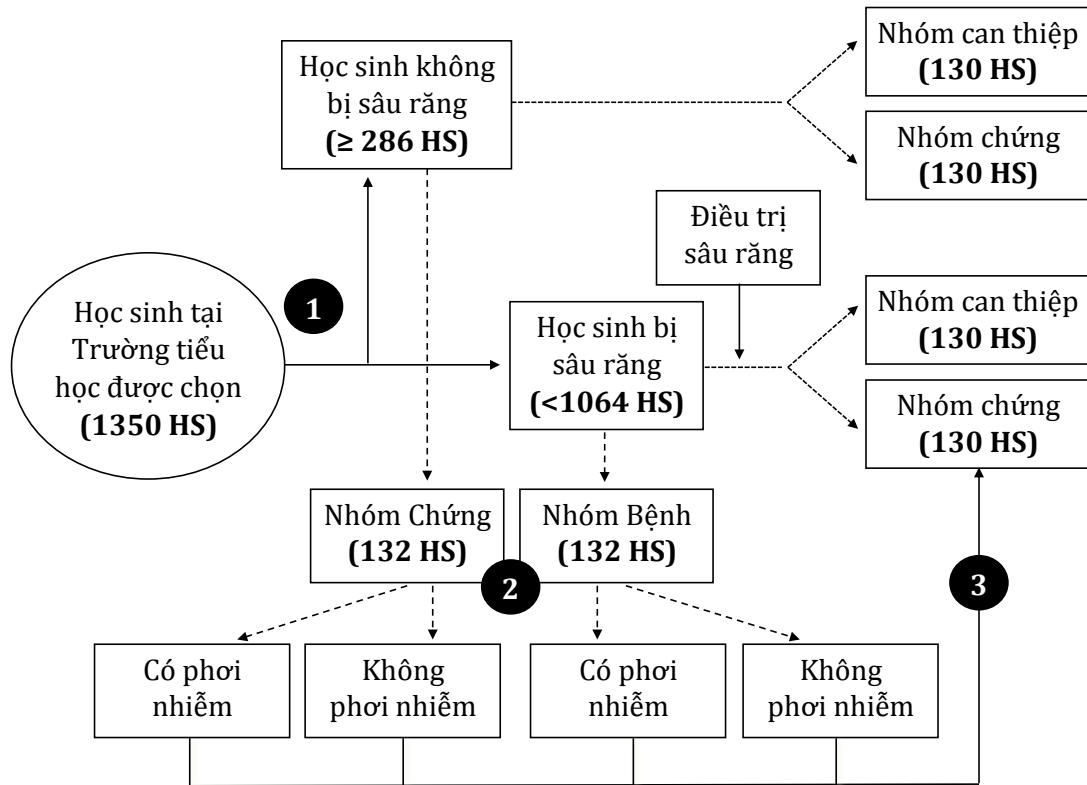 Học sinh không
bị sâu răng
(≥ 286 HS)
Nhóm can thiệp
(130 HS)
Nhóm chứng
(130 HS)
Điều trị
sâu răng
1
Học sinh tại
Trường tiểu
học được chọn
(1350 HS)
Học sinh bị
sâu răng
(<1064 HS)
Nhóm can thiệp
(130 HS)
Nhóm chứng
(130 HS)
Nhóm Chứng
(132 HS)
Nhóm Bệnh
(132 HS)
2
3
Có phơi
nhiễm
Không
phơi nhiễm
Có phơi
nhiễm
Không
phơi nhiễm